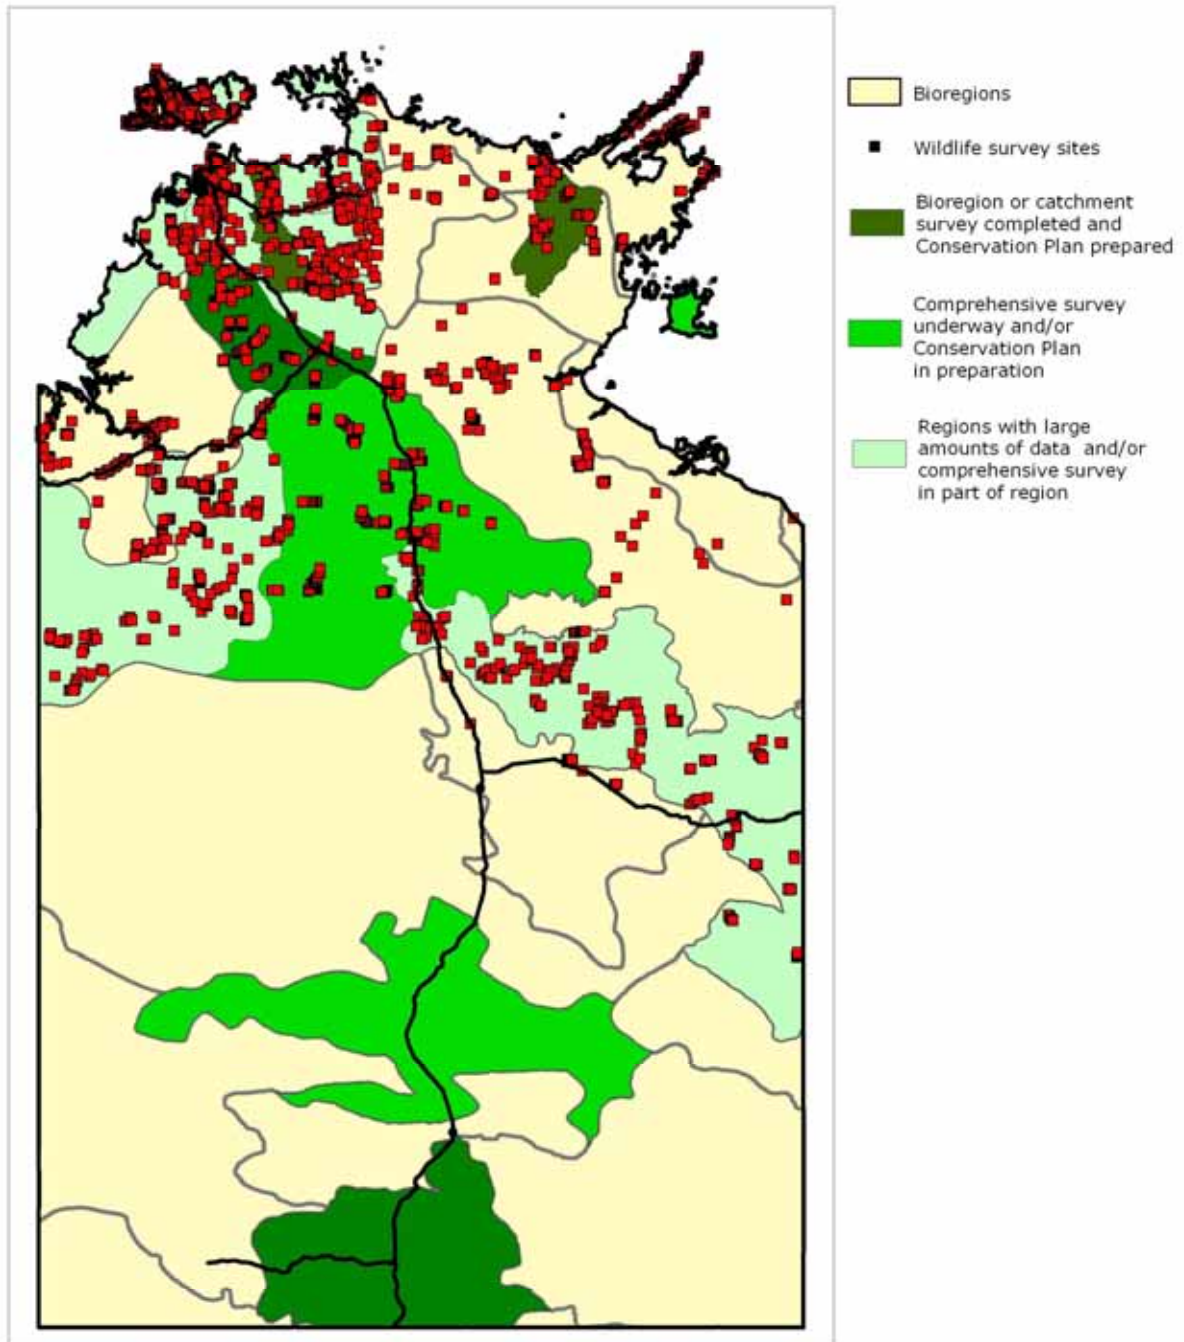 Bioregions
Wildlife survey sites
Bioregion or catchment
survey completed and
Conservation Plan prepared
Comprehensive survey
underway and/or
Conservation Plan
in preparation
Regions with large
amounts of data and/or
comprehensive survey
in part of region